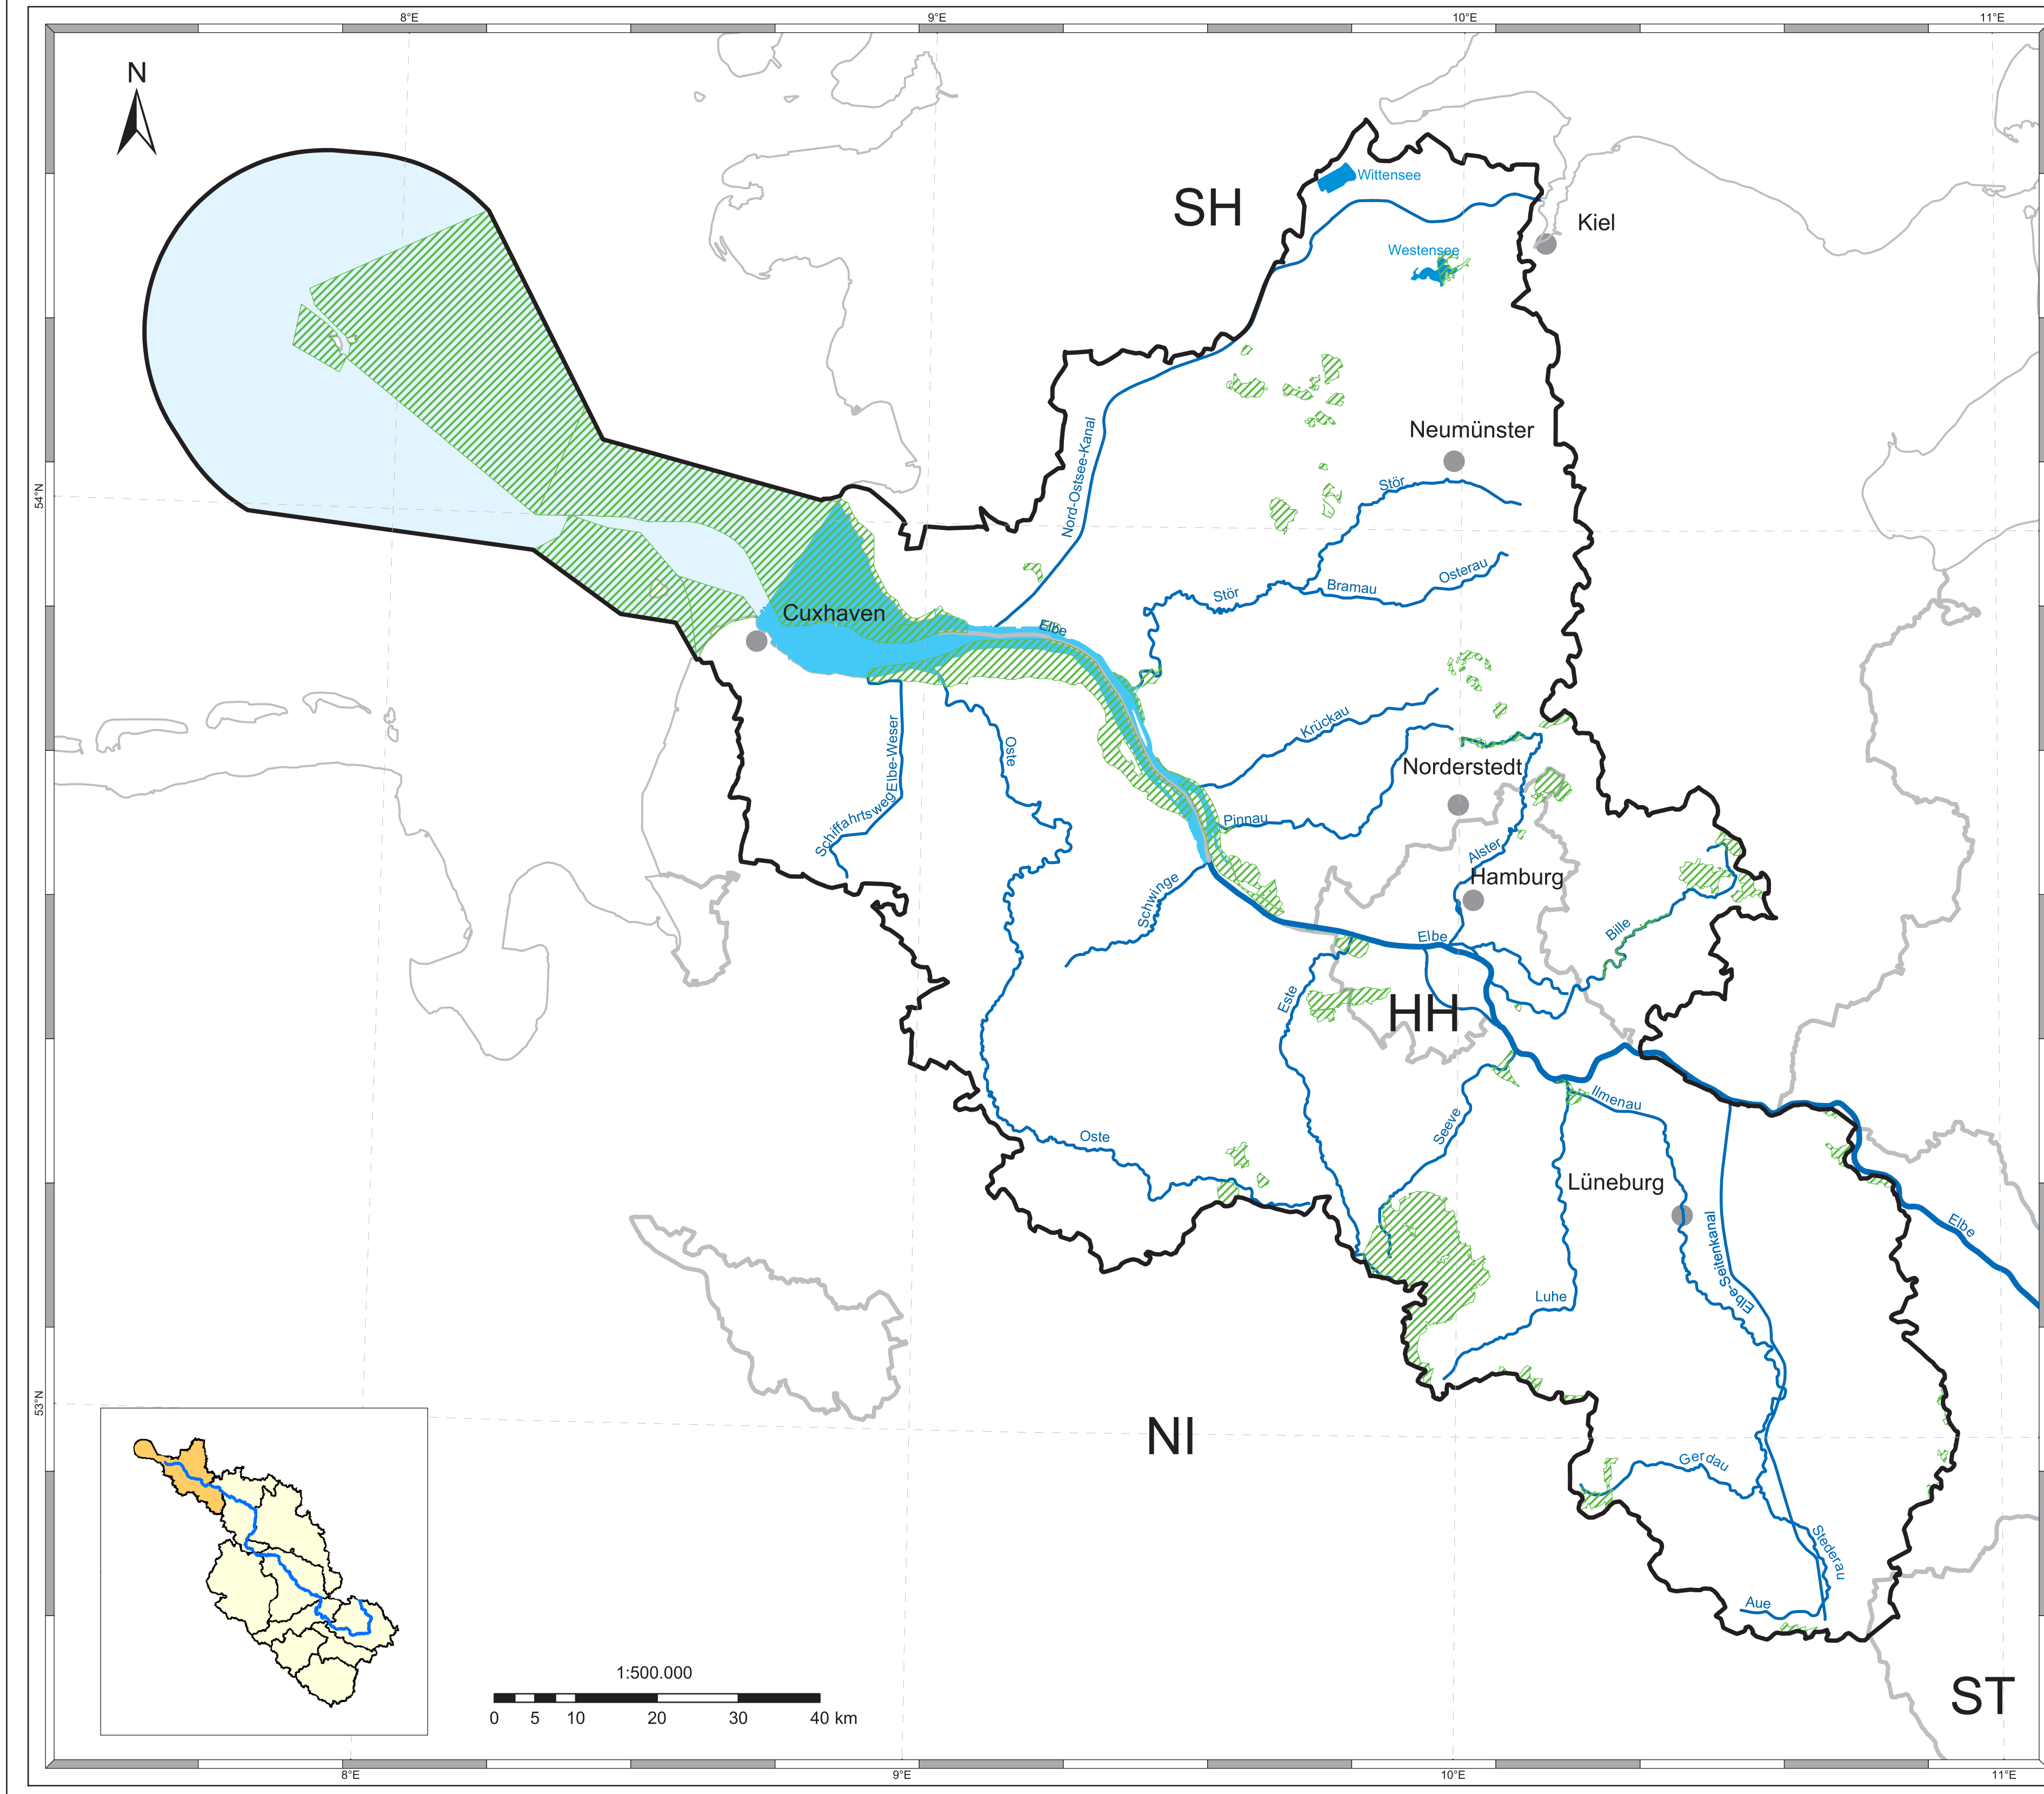 8°E
9°E
10°E
11°E
N
Wittensee
SH
Kiel
Westensee
Neumünster
Nord-Ostsee-Kanal
Stör
54°N
Osterau
Bramau
Stör
Cuxhaven
Elbe
Krückau
Oste
Schiffahrtsweg Elbe-Weser
Norderstedt
Pinnau
Alster
Hamburg
Schwinge
Bille
Elbe
Este
HH
Ilmenau
Seeve
Oste
Lüneburg
Elbe
Elbe-Seitenkanal
Luhe
53°N
NI
Gerdau
Stederau
Aue
1:500.000
0 5 10 20 30 40 km
ST
8°E
9°E
10°E
11°E